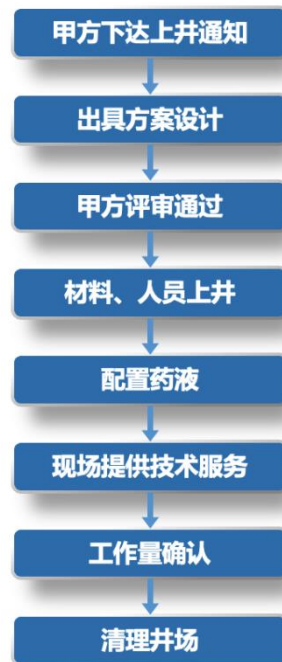 甲方下达上井通知
出具方案设计
甲方评审通过
材料、人员上井
配置药液
现场提供技术服务
工作量确认
清理井场